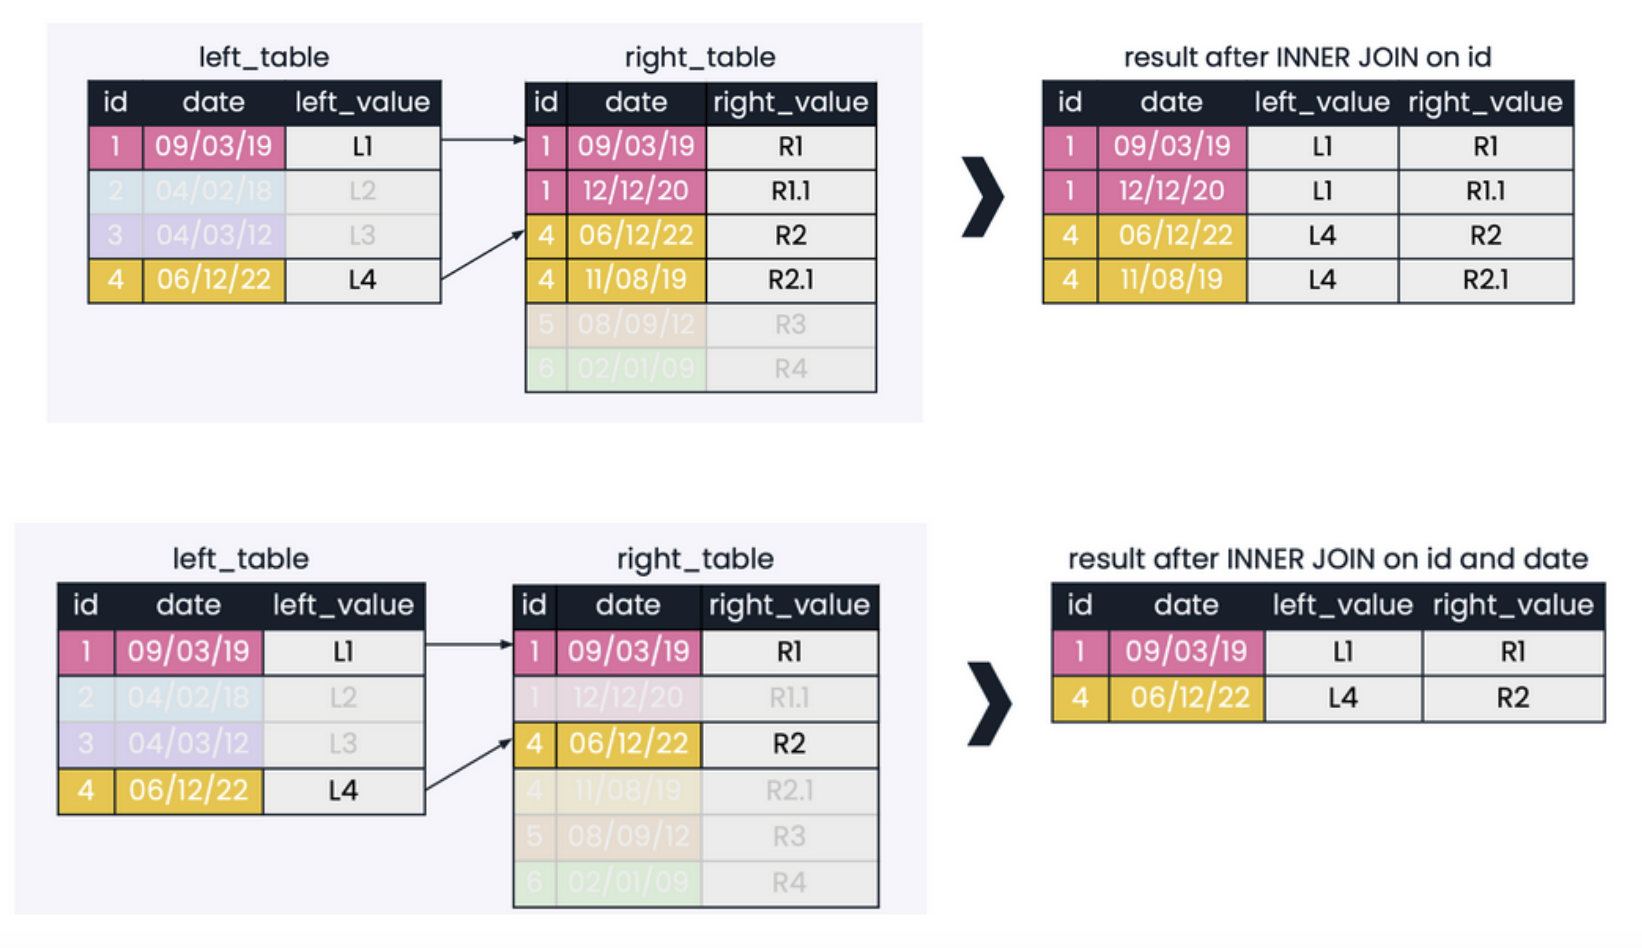 left_table
id date left_value
1 09/03/19 L1
2 04/02/18 L2
3 04/03/12 L3
4 06/12/22 L4
right_table
id date right_value
1 09/03/19 R1
1 12/12/20 R1.1
4 06/12/22 R2
4 11/08/19 R2.1
5 08/09/12 R3
6 02/01/09 R4
result after INNER JOIN on id
id date left_value right_value
1 09/03/19 L1 R1
1 12/12/20 L1 R1.1
4 06/12/22 L4 R2
4 11/08/19 L4 R2.1
left_table
id date left_value
1 09/03/19 L1
2 04/02/18 L2
3 04/03/12 L3
4 06/12/22 L4
right_table
id date right_value
1 09/03/19 R1
1 12/12/20 R1.1
4 06/12/22 R2
4 11/08/19 R2.1
5 08/09/12 R3
6 02/01/09 R4
result after INNER JOIN on id and date
id date left_value right_value
1 09/03/19 L1 R1
4 06/12/22 L4 R2